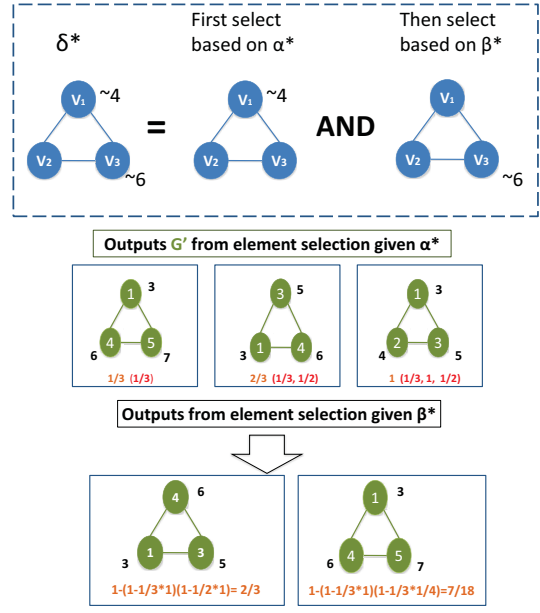 δ*
First select
based on α*
Then select
based on β*
V1 ~4
V2 V3
~6
=
V1 ~4
V2 V3
AND
V1
V2 V3
~6
Outputs G' from element selection given α*
1 3
4 5
6 7
1/3 (1/3)
3 5
1 4
3 6
2/3 (1/3, 1/2)
1 3
2 3
4 5
1 (1/3, 1, 1/2)
Outputs from element selection given β*
4 6
1 3
3 5
1-(1-1/3*1)(1-1/2*1)= 2/3
1 3
4 5
6 7
1-(1-1/3*1)(1-1/3*1/4)=7/18